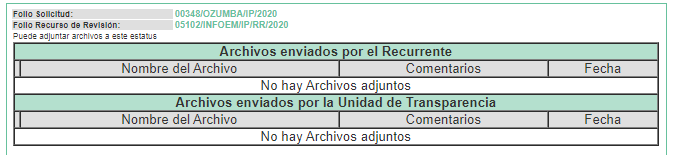 Folio Solicitud: 00348/OZUMBA/IP/2020
Folio Recurso de Revisión: 05102/INFOEM/IP/RR/2020
Puede adjuntar archivos a este estatus
Archivos enviados por el Recurrente
Nombre del Archivo Comentarios Fecha
No hay Archivos adjuntos
Archivos enviados por la Unidad de Transparencia
Nombre del Archivo Comentarios Fecha
No hay Archivos adjuntos